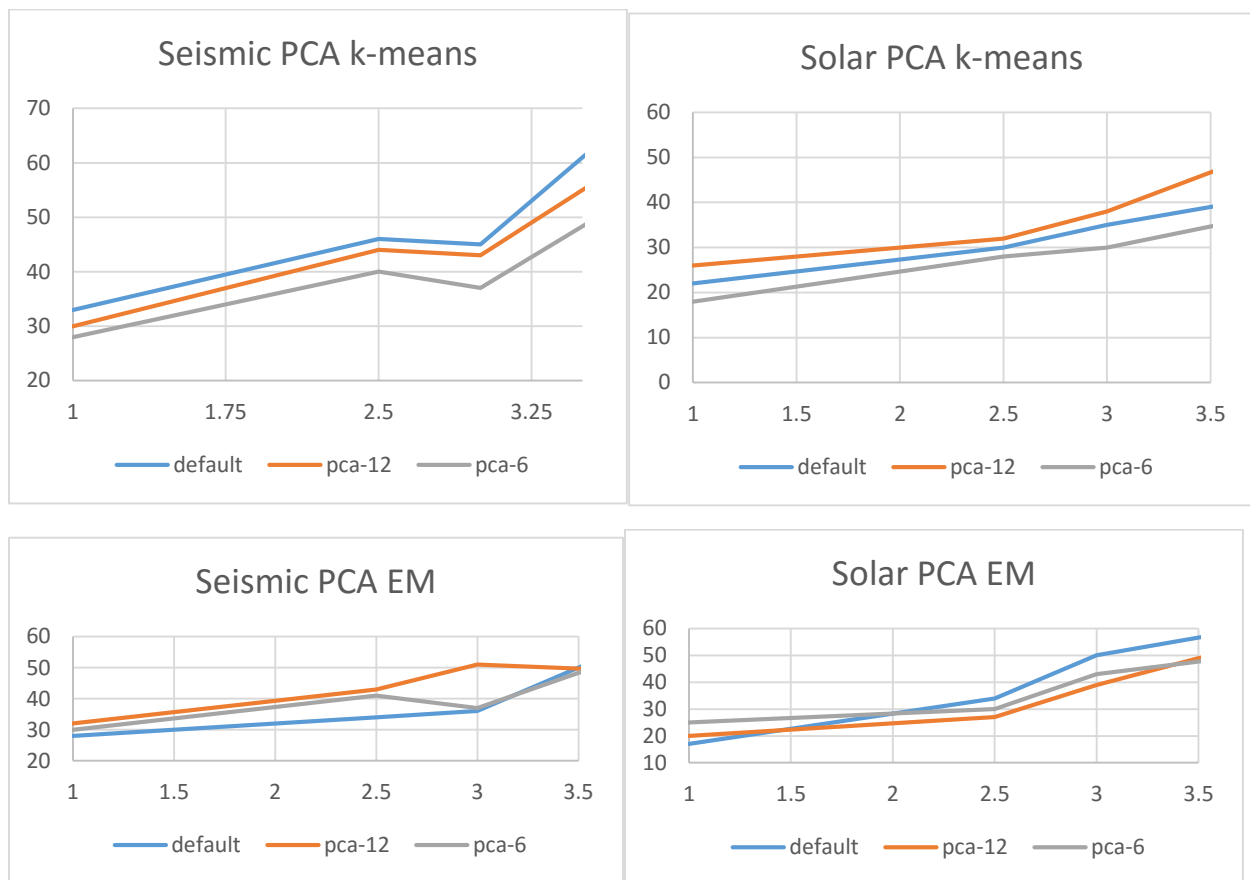 Seismic PCA k-means
70
60
50
40
30
20
1 1.75 2.5 3.25
default pca-12 pca-6
Solar PCA k-means
60
50
40
30
20
10
0
1 1.5 2 2.5 3 3.5
default pca-12 pca-6
Seismic PCA EM
60
50
40
30
20
1 1.5 2 2.5 3 3.5
default pca-12 pca-6
Solar PCA EM
60
50
40
30
20
10
1 1.5 2 2.5 3 3.5
default pca-12 pca-6